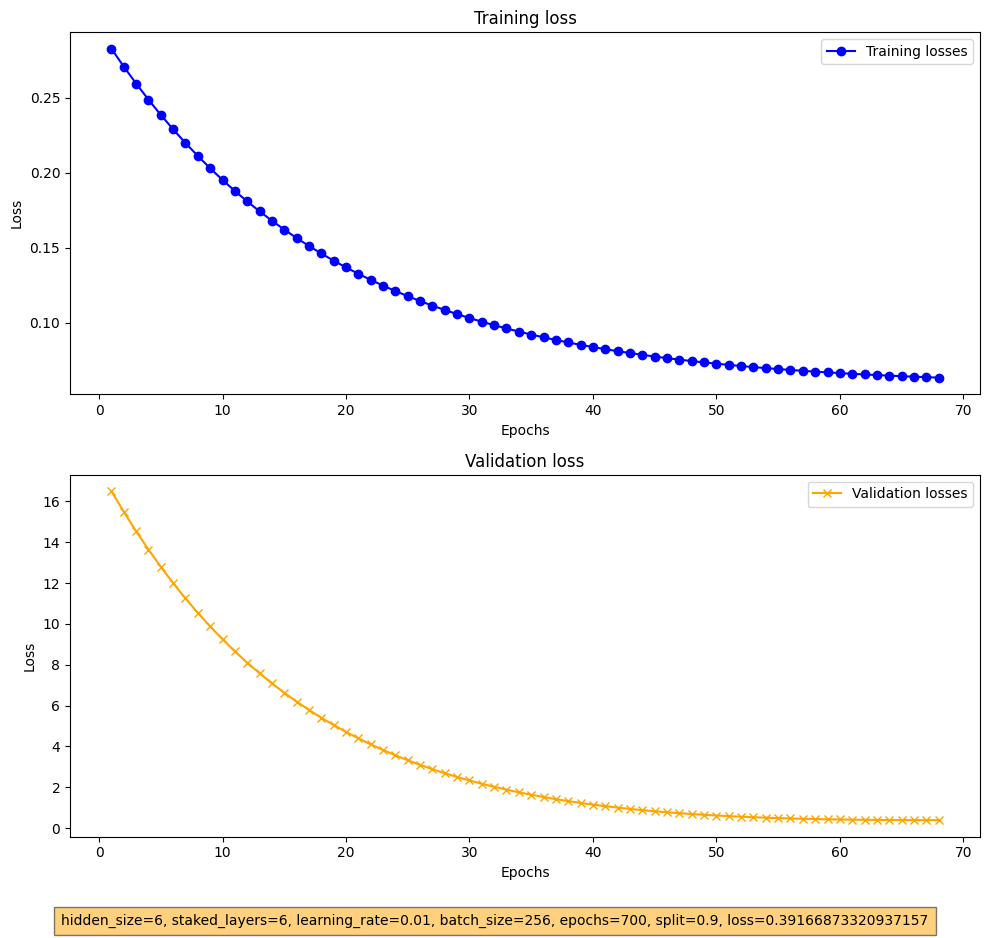 Training loss
Training losses
0.25
0.20
0.15
0.10
Loss
0 10 20 30 40 50 60 70
Epochs
Validation loss
Validation losses
16
14
12
10
8
6
4
2
0
Loss
0 10 20 30 40 50 60 70
Epochs
hidden_size=6, staked_layers=6, learning_rate=0.01, batch_size=256, epochs=700, split=0.9, loss=0.39166873320937157